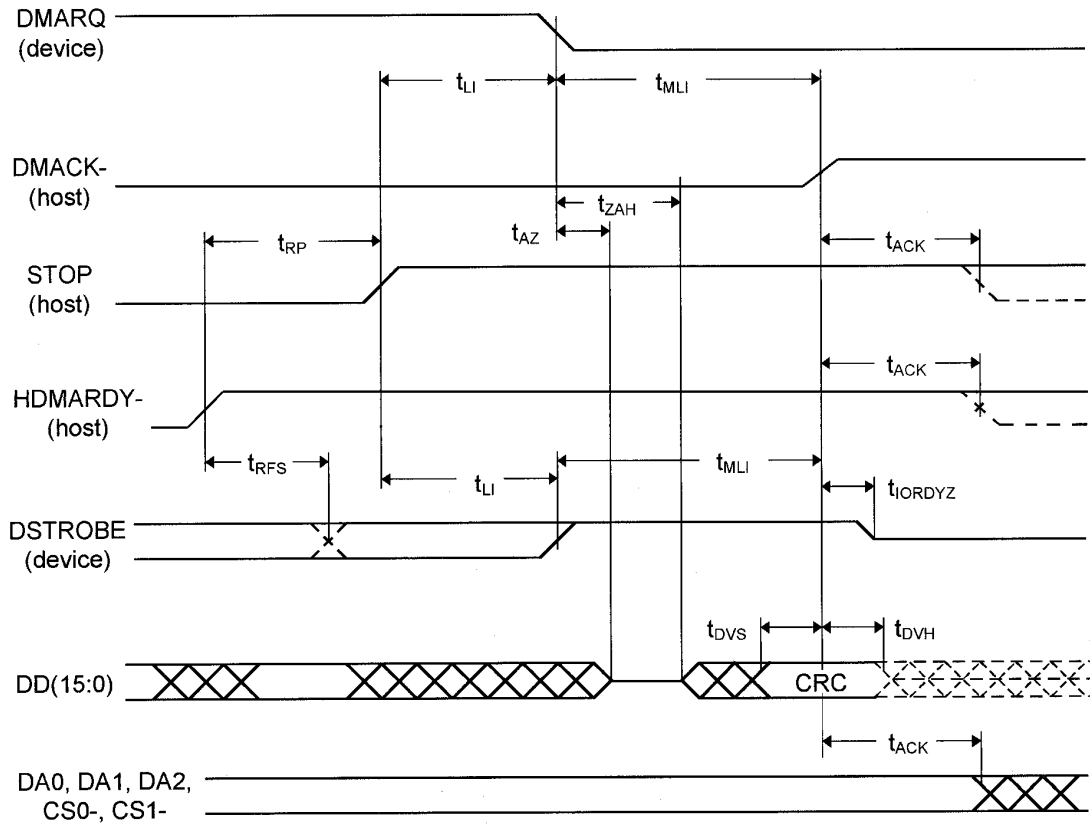 DMARQ
(device)
tLI
tMLI
DMACK-
(host)
tZAH
tAZ
tRP
tACK
STOP
(host)
tACK
HDMARDY-
(host)
tRFS
tLI
tMLI
tIORDYZ
DSTROBE
(device)
tDVS
tDVH
DD(15:0)
CRC
tACK
DA0, DA1, DA2,
CS0-, CS1-